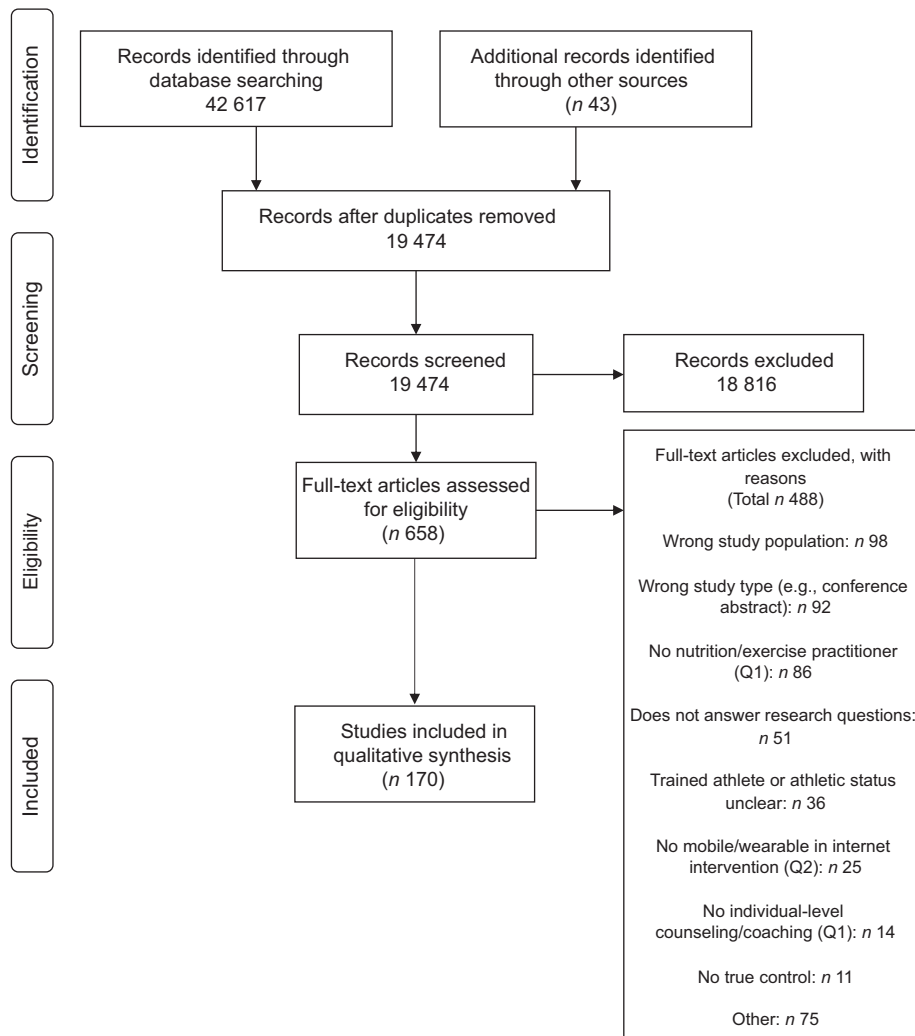 Identification
Records identified through
database searching
42 617
Additional records identified
through other sources
(n 43)
Records after duplicates removed
19 474
Screening
Records screened
19 474
Records excluded
18 816
Eligibility
Full-text articles assessed
for eligibility
(n 658)
Full-text articles excluded, with
reasons
(Total n 488)
Wrong study population: n 98
Wrong study type (e.g., conference
abstract): n 92
No nutrition/exercise practitioner
(Q1): n 86
Does not answer research questions:
n 51
Trained athlete or athletic status
unclear: n 36
No mobile/wearable in internet
intervention (Q2): n 25
No individual-level
counseling/coaching (Q1): n 14
No true control: n 11
Other: n 75
Included
Studies included in
qualitative synthesis
(n 170)